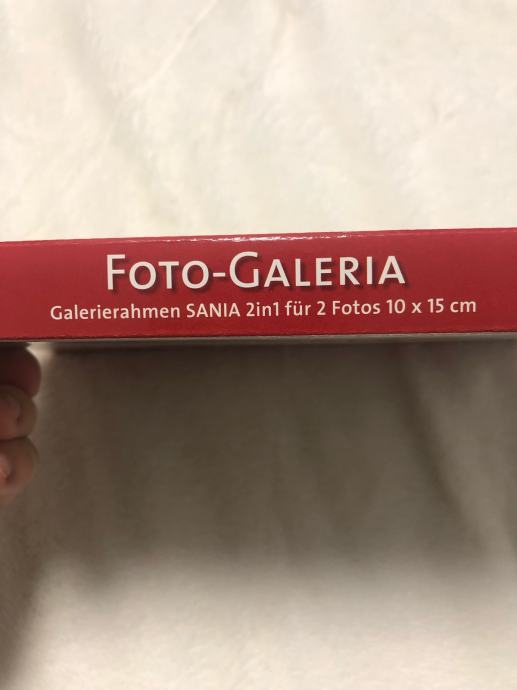 FOTO-GALERIA
Galerierahmen SANIA 2in1 für 2 Fotos 10 x 15 cm